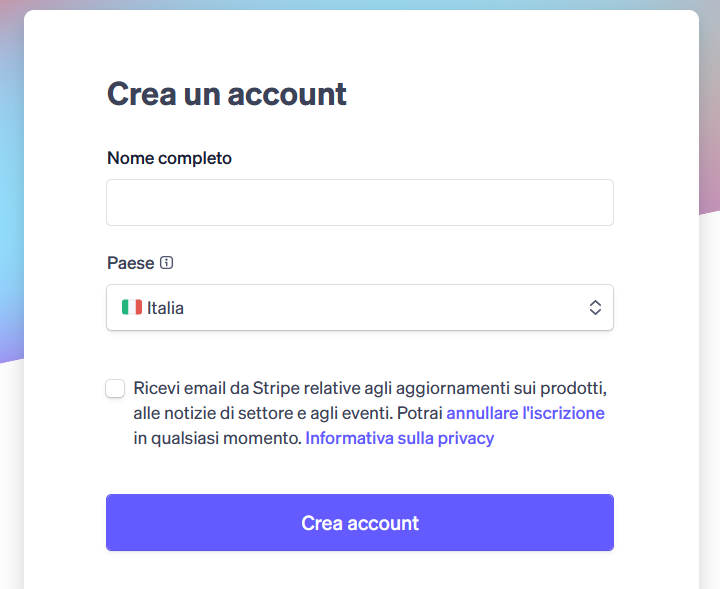 Crea un account
Nome completo
Paese
Italia
Ricevi email da Stripe relative agli aggiornamenti sui prodotti,
alle notizie di settore e agli eventi. Potrai annullare l'iscrizione
in qualsiasi momento. Informativa sulla privacy
Crea account